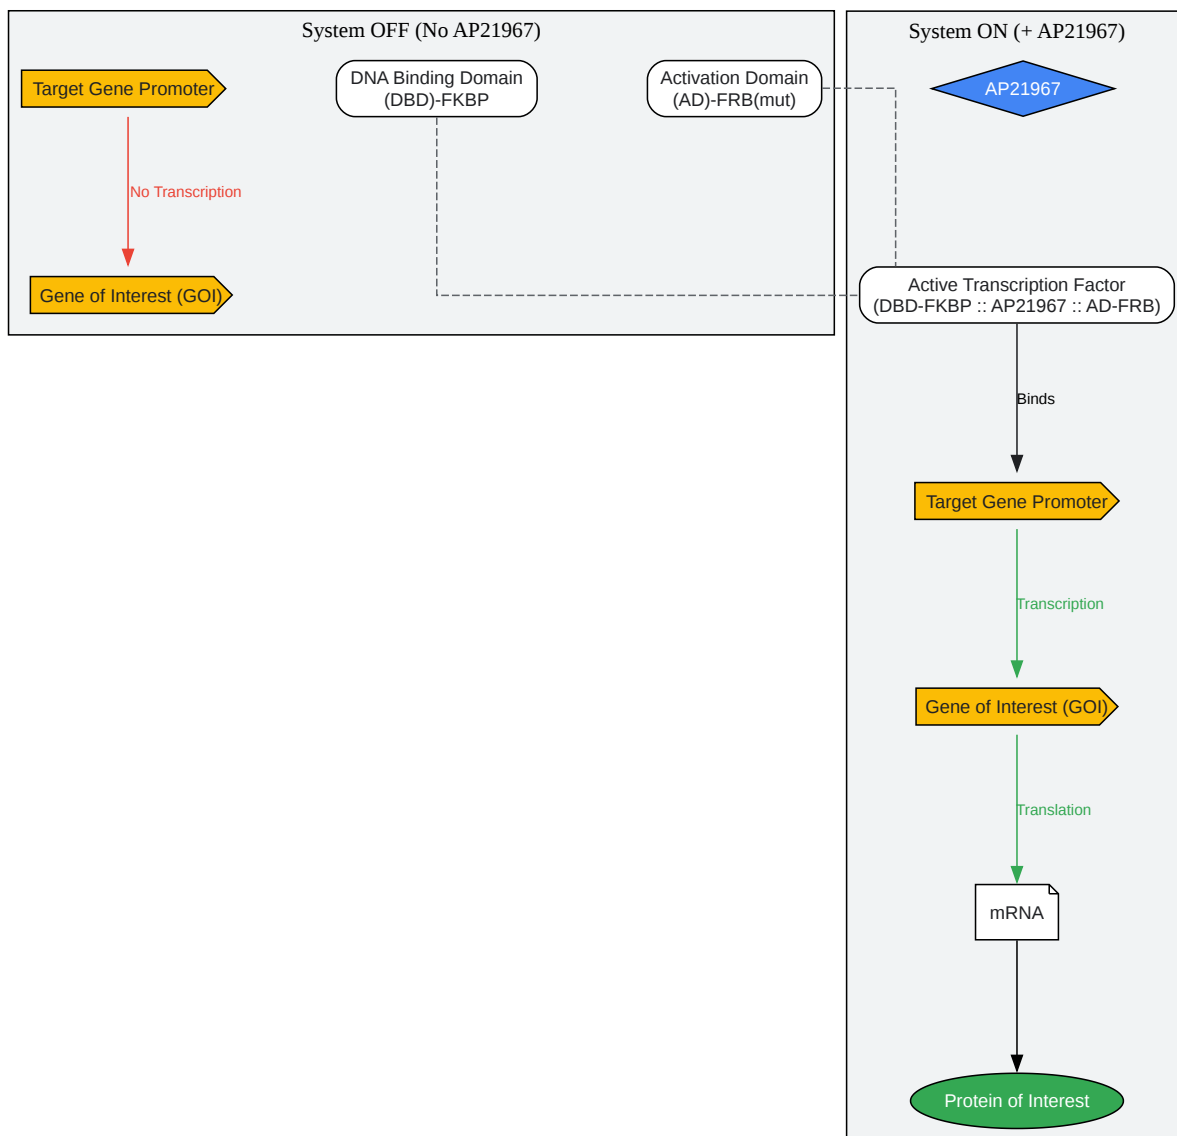 System OFF (No AP21967)
Target Gene Promoter
DNA Binding Domain
(DBD)-FKBP
Activation Domain
(AD)-FRB(mut)
No Transcription
Gene of Interest (GOI)
System ON (+ AP21967)
AP21967
Active Transcription Factor
(DBD-FKBP :: AP21967 :: AD-FRB)
Binds
Target Gene Promoter
Transcription
Gene of Interest (GOI)
Translation
mRNA
Protein of Interest